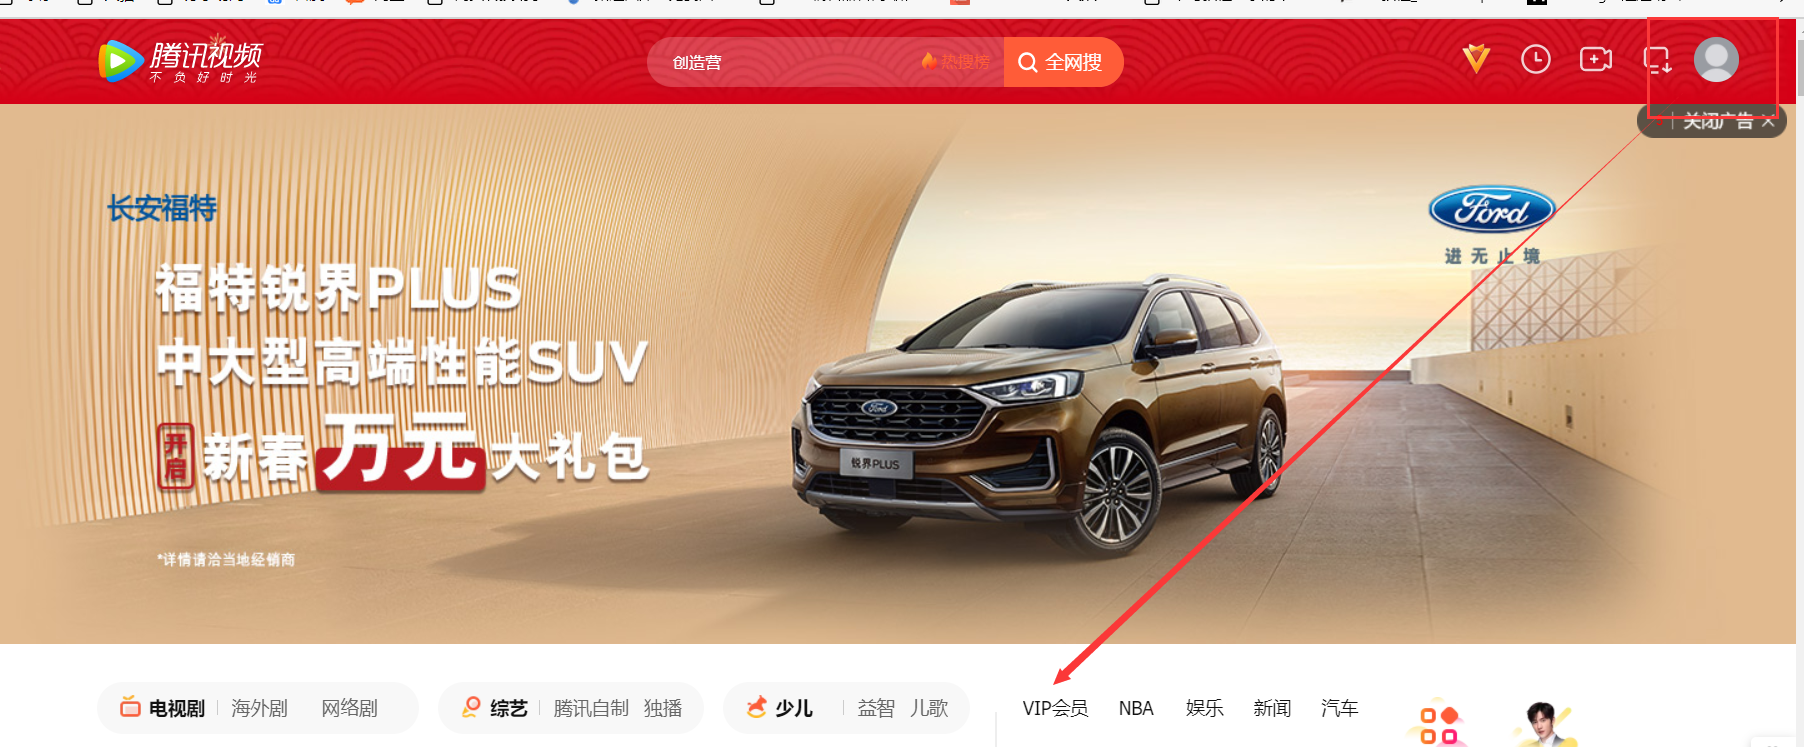 腾讯视频
不负好时光
创造营
热搜榜
全网搜
关闭广告
长安福特
Ford
进无止境
福特锐界PLUS
中大型高端性能SUV
开启 新春 万元 大礼包
Ford
锐界PLUS
*详情请洽当地经销商
电视剧 海外剧 网络剧 综艺 腾讯自制 独播 少儿 益智 儿歌 VIP会员 NBA 娱乐 新闻 汽车